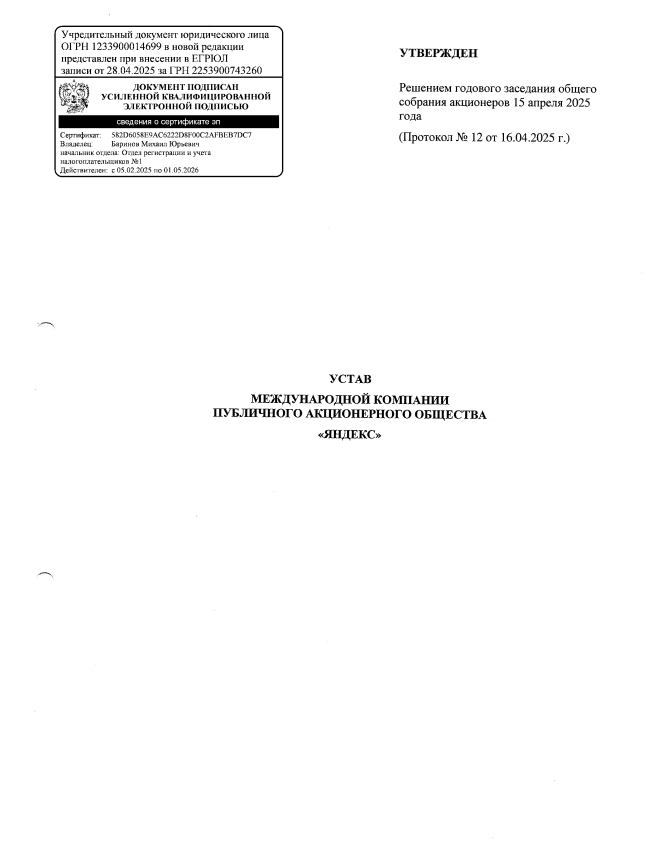 Учредительный документ юридического лица
ОГРН 1233900014699 в новой редакции
представлен при внесении в ЕГРЮЛ
записи от 28.04.2025 за ГРН 2253900743260
ДОКУМЕНТ ПОДПИСАН
УСИЛЕННОЙ КВАЛИФИЦИРОВАННОЙ
ЭЛЕКТРОННОЙ ПОДПИСЬЮ
сведения о сертификате эп
Сертификат: 582D6058E9AC6222D8F00C2AFBEB7DC7
Владелец: Баринов Михаил Юрьевич
начальник отдела: Отдел регистрации и учета
налогоплательщиков №1
Действителен: с 05.02.2025 по 01.05.2026
УТВЕРЖДЕН
Решением годового заседания общего
собрания акционеров 15 апреля 2025
года
(Протокол № 12 от 16.04.2025 г.)
УСТАВ
МЕЖДУНАРОДНОЙ КОМПАНИИ
ПУБЛИЧНОГО АКЦИОНЕРНОГО ОБЩЕСТВА
«ЯНДЕКС»